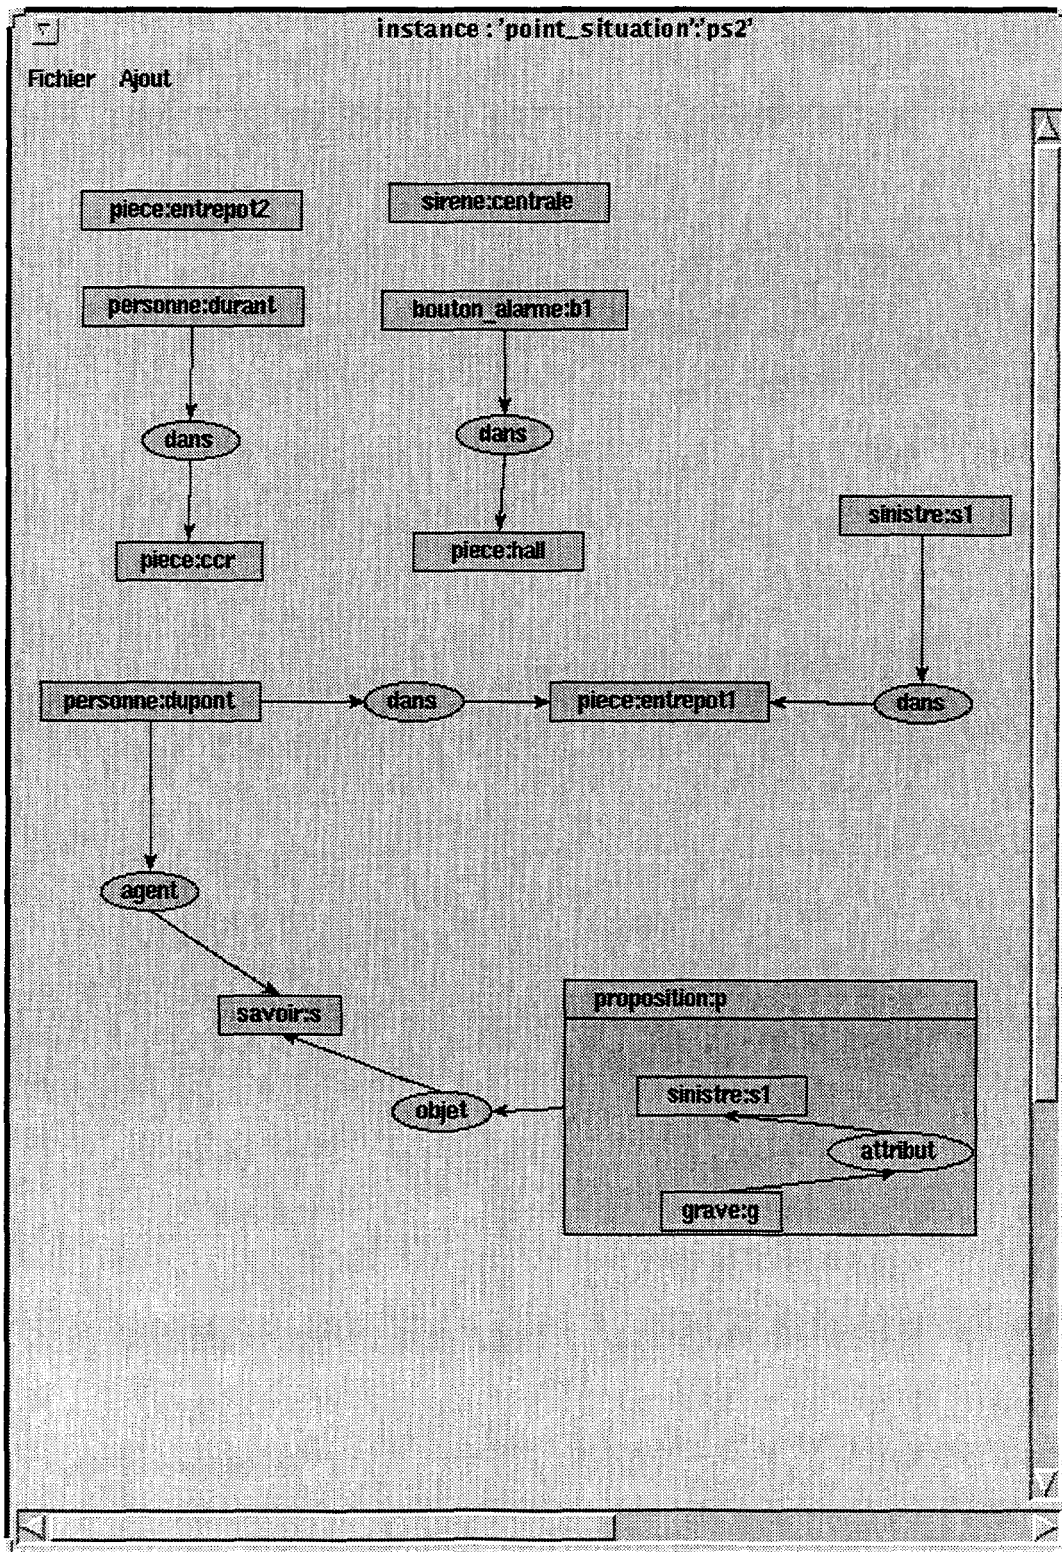 instance : 'point_situation':'ps2'
Fichier Ajout
piece:entrepot2
sirene:centrale
personne:durant
bouton_alarme:b1
dans
dans
sinistre:s1
piece:ccr
piece:hall
personne:dupont
dans
piece:entrepot1
dans
agent
savoir:s
proposition:p
sinistre:s1
objet
attribut
grave:g